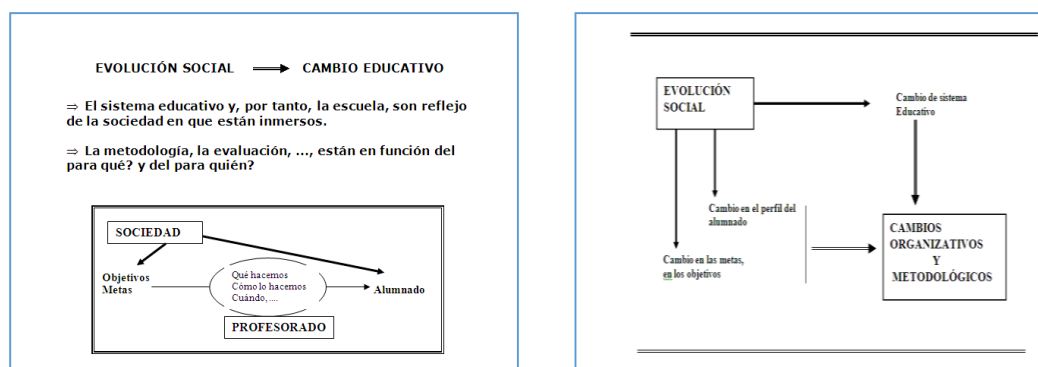 EVOLUCIÓN SOCIAL ⟶ CAMBIO EDUCATIVO
⇒ El sistema educativo y, por tanto, la escuela, son reflejo
de la sociedad en que están inmersos.
⇒ La metodología, la evaluación, ..., están en función del
para qué? y del para quién?
SOCIEDAD
Objetivos
Metas
Qué hacemos
Cómo lo hacemos
Cuándo, ....
Alumnado
PROFESORADO
EVOLUCIÓN
SOCIAL
Cambio de sistema
Educativo
Cambio en el perfil del
alumnado
Cambio en las metas,
en los objetivos
CAMBIOS
ORGANIZATIVOS
Y
METODOLÓGICOS